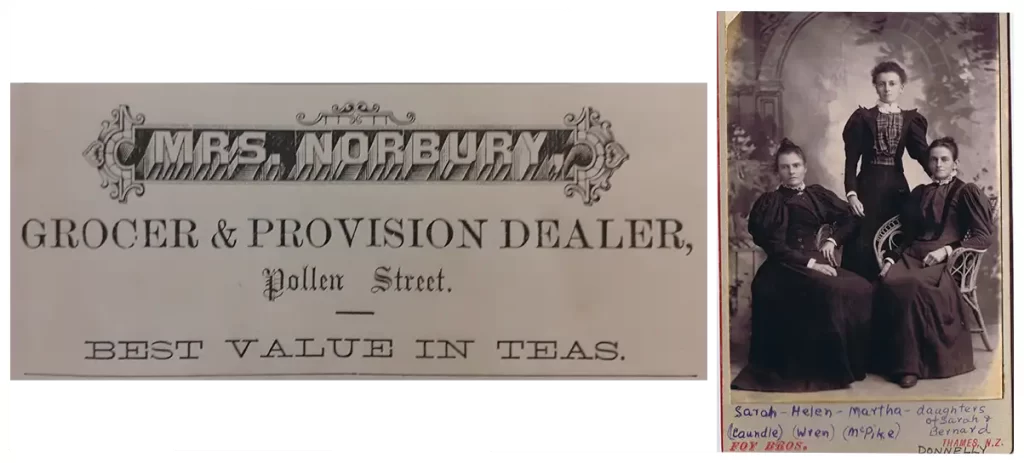 MRS. NORBURY,
GROCER & PROVISION DEALER,
Pollen Street.
BEST VALUE IN TEAS.
Sarah - Helen - Martha - daughters
of Sarah &
(Caundle) (Wren) (McPike) Bernard
FOY BROS. THAMES, N.Z.
DONNELLY